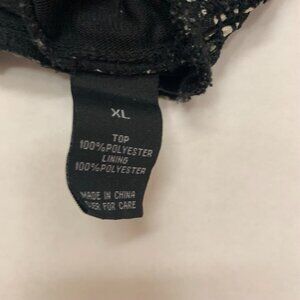 XL
TOP
100%POLYESTER
LINING
100%POLYESTER
MADE IN CHINA
FOR CARE